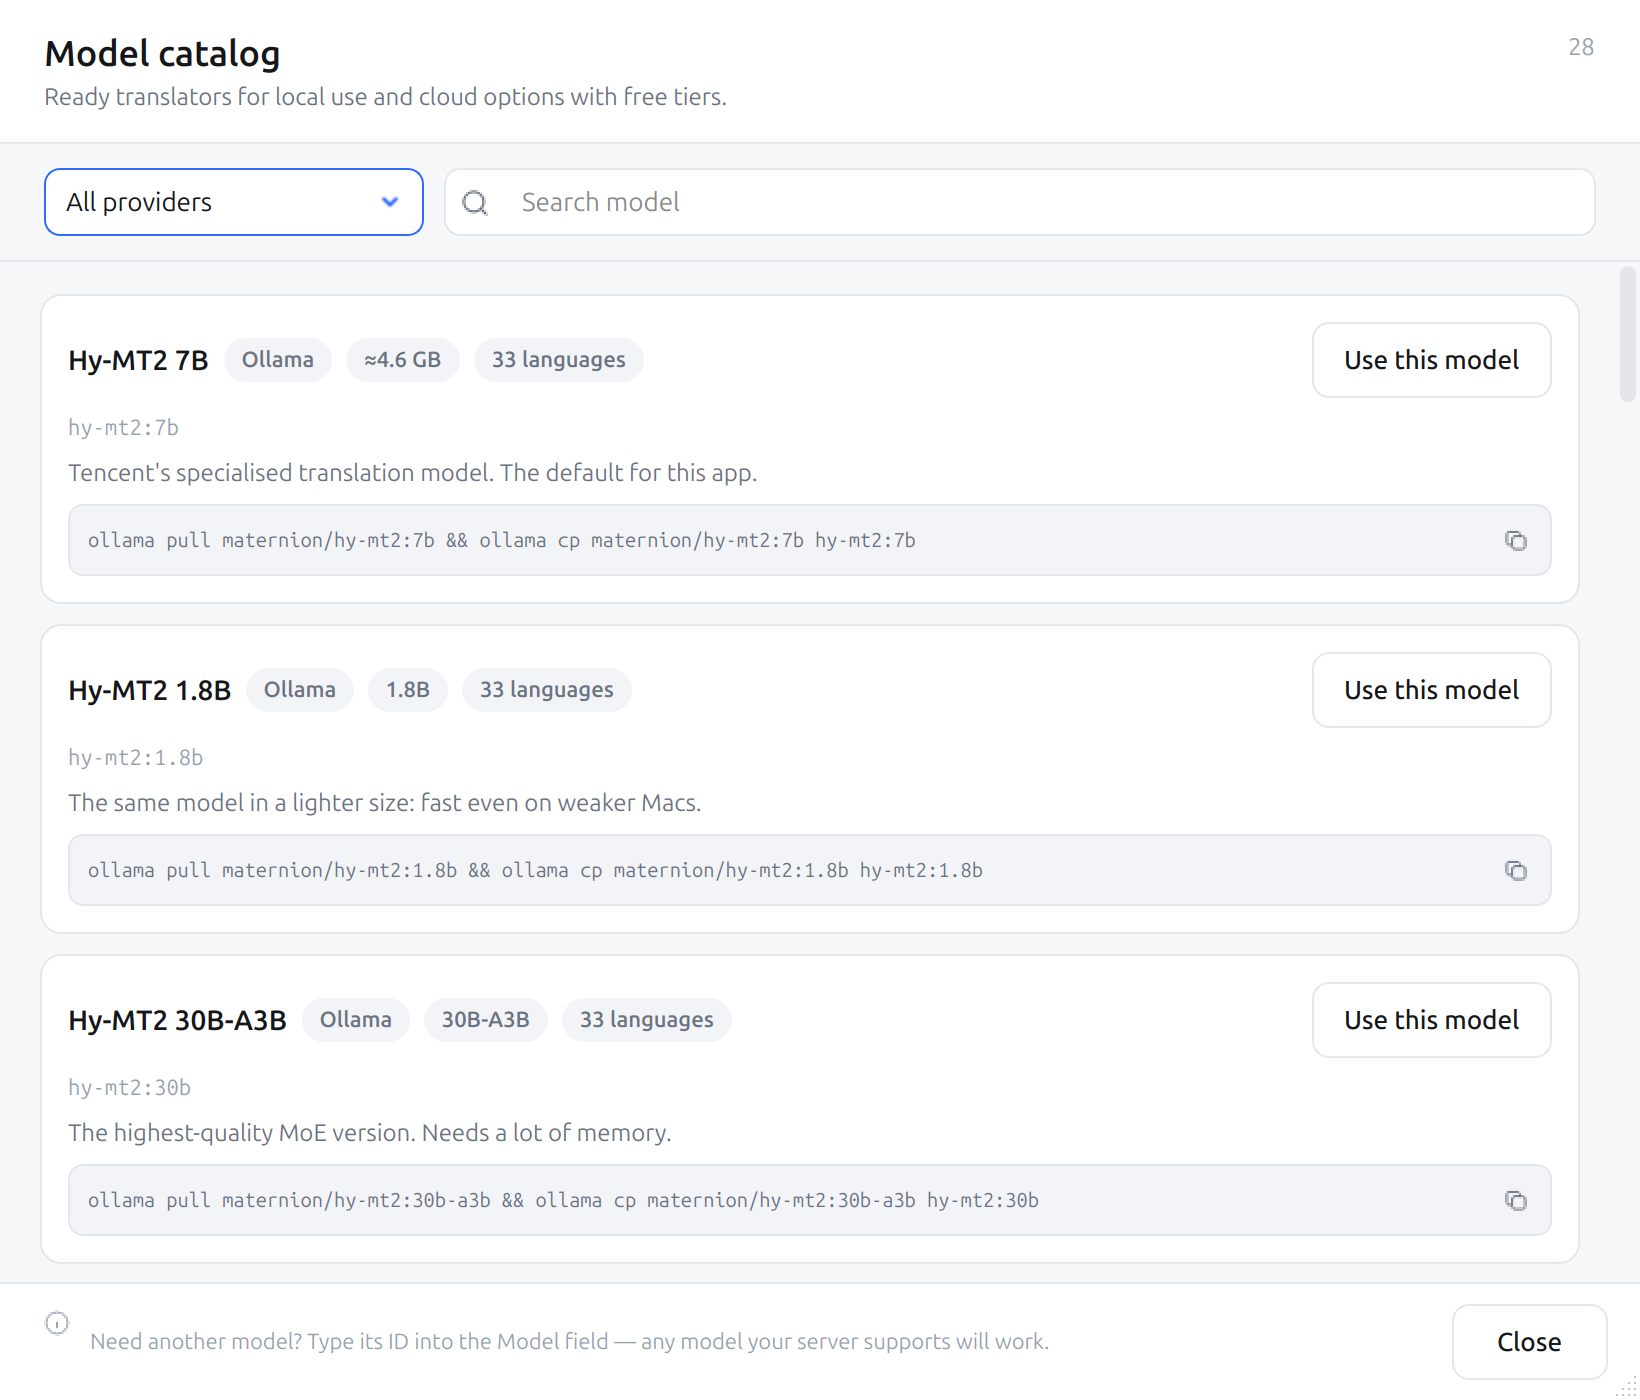 Model catalog
28
Ready translators for local use and cloud options with free tiers.
All providers
Search model
Hy-MT2 7B
Ollama
≈4.6 GB
33 languages
Use this model
hy-mt2:7b
Tencent's specialised translation model. The default for this app.
ollama pull maternion/hy-mt2:7b && ollama cp maternion/hy-mt2:7b hy-mt2:7b
Hy-MT2 1.8B
Ollama
1.8B
33 languages
Use this model
hy-mt2:1.8b
The same model in a lighter size: fast even on weaker Macs.
ollama pull maternion/hy-mt2:1.8b && ollama cp maternion/hy-mt2:1.8b hy-mt2:1.8b
Hy-MT2 30B-A3B
Ollama
30B-A3B
33 languages
Use this model
hy-mt2:30b
The highest-quality MoE version. Needs a lot of memory.
ollama pull maternion/hy-mt2:30b-a3b && ollama cp maternion/hy-mt2:30b-a3b hy-mt2:30b
Need another model? Type its ID into the Model field — any model your server supports will work.
Close